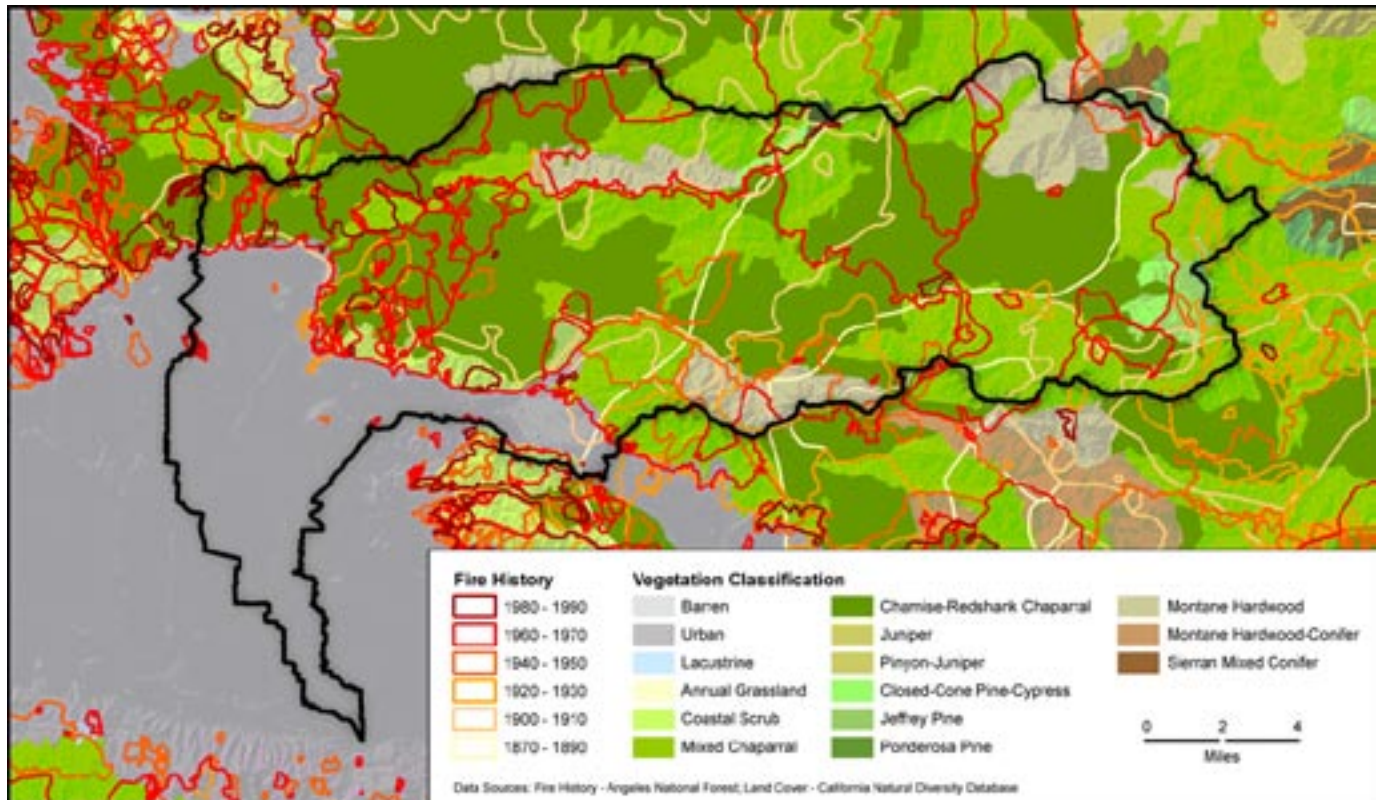 Fire History
1980 - 1990
1960 - 1970
1940 - 1950
1920 - 1930
1900 - 1910
1870 - 1890
Vegetation Classification
Barren
Urban
Lacustrine
Annual Grassland
Coastal Scrub
Mixed Chaparral
Chamise-Redshark Chaparral
Juniper
Pinyon-Juniper
Closed-Cone Pine-Cypress
Jeffrey Pine
Ponderosa Pine
Montane Hardwood
Montane Hardwood-Conifer
Sierran Mixed Conifer
0 2 4
Miles
Data Sources: Fire History - Angeles National Forest; Land Cover - California Natural Diversity Database